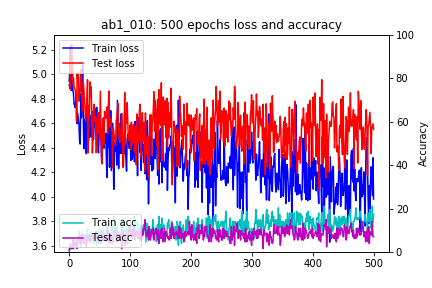 ab1_010: 500 epochs loss and accuracy
Train loss
Test loss
Train acc
Test acc
Loss
5.2
5.0
4.8
4.6
4.4
4.2
4.0
3.8
3.6
Accuracy
100
80
60
40
20
0
0 100 200 300 400 500